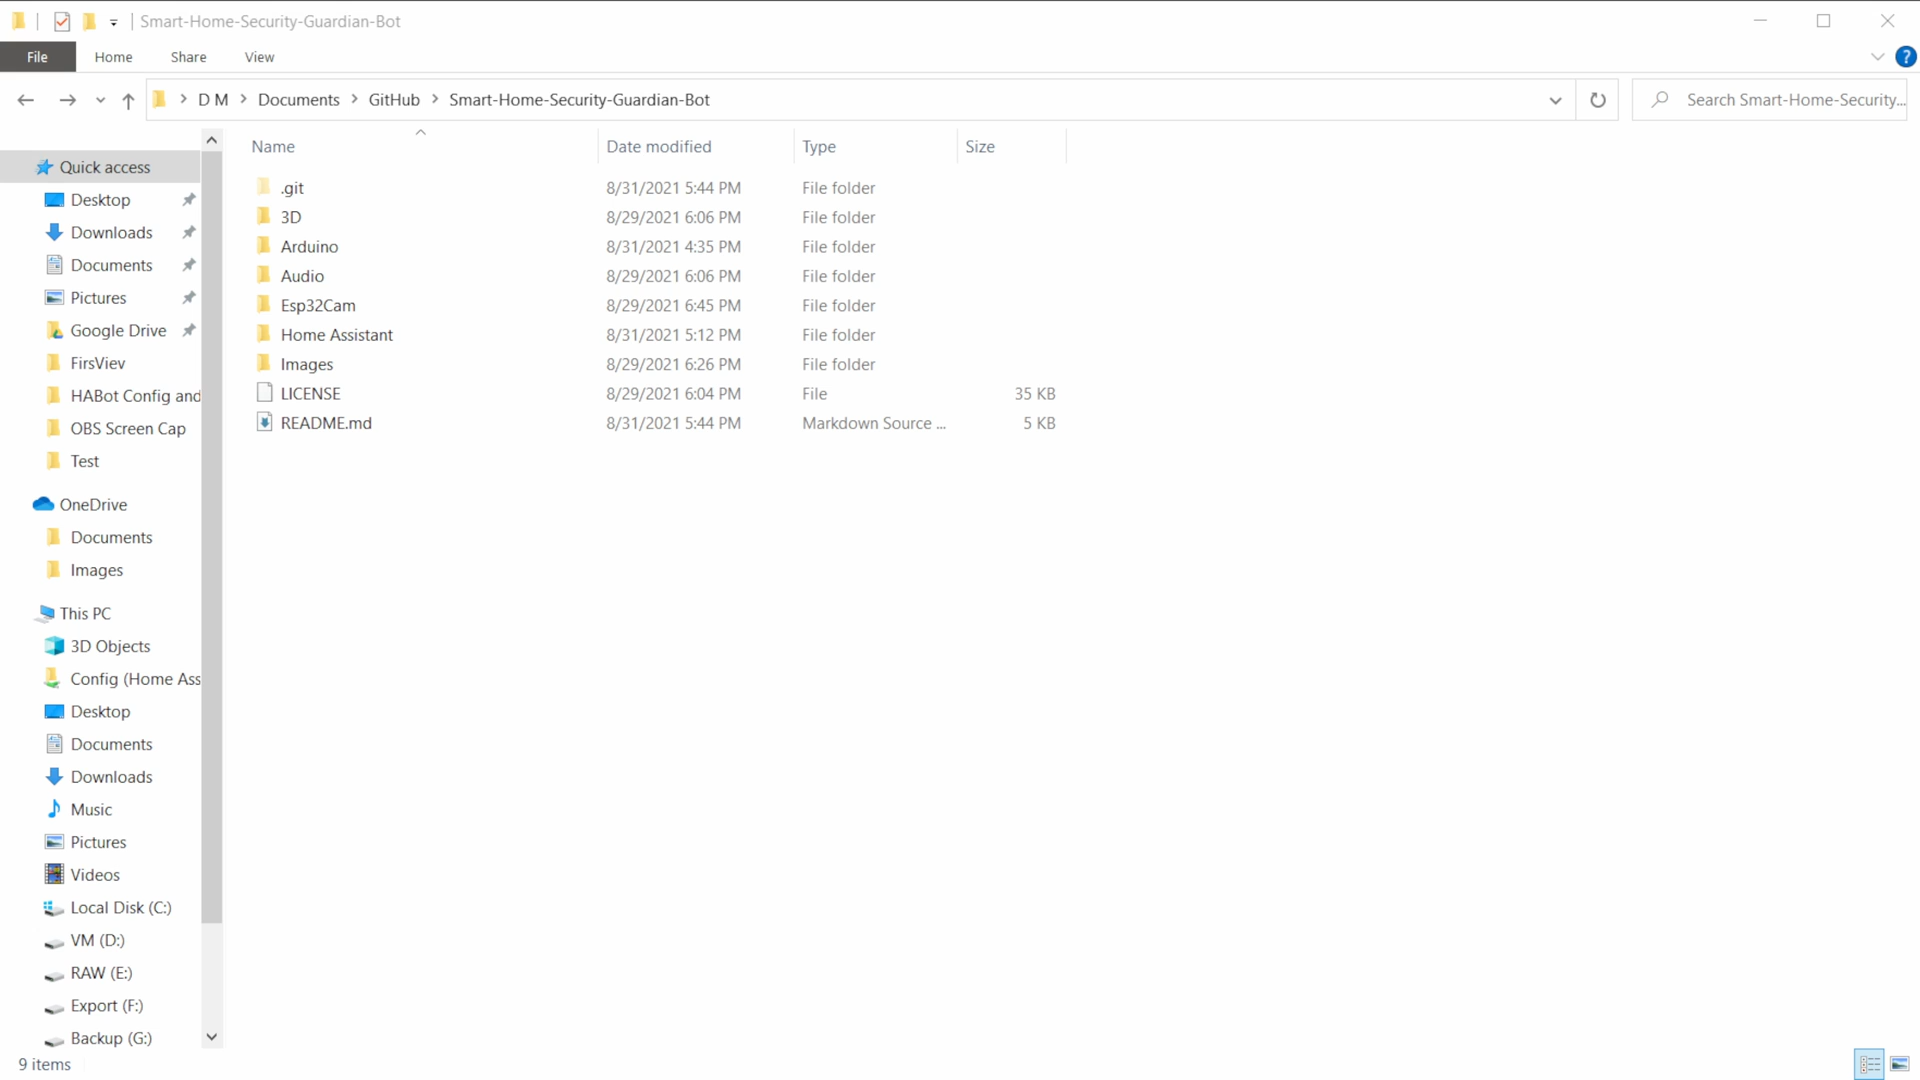 Smart-Home-Security-Guardian-Bot
File Home Share View
D M Documents GitHub Smart-Home-Security-Guardian-Bot
Search Smart-Home-Security...
Name Date modified Type Size
.git 8/31/2021 5:44 PM File folder
3D 8/29/2021 6:06 PM File folder
Arduino 8/31/2021 4:35 PM File folder
Audio 8/29/2021 6:06 PM File folder
Esp32Cam 8/29/2021 6:45 PM File folder
Home Assistant 8/31/2021 5:12 PM File folder
Images 8/29/2021 6:26 PM File folder
LICENSE 8/29/2021 6:04 PM File 35 KB
README.md 8/31/2021 5:44 PM Markdown Source ... 5 KB
Quick access
Desktop
Downloads
Documents
Pictures
Google Drive
FirsViev
HABot Config and
OBS Screen Cap
Test
OneDrive
Documents
Images
This PC
3D Objects
Config (Home Ass
Desktop
Documents
Downloads
Music
Pictures
Videos
Local Disk (C:)
VM (D:)
RAW (E:)
Export (F:)
Backup (G:)
9 items